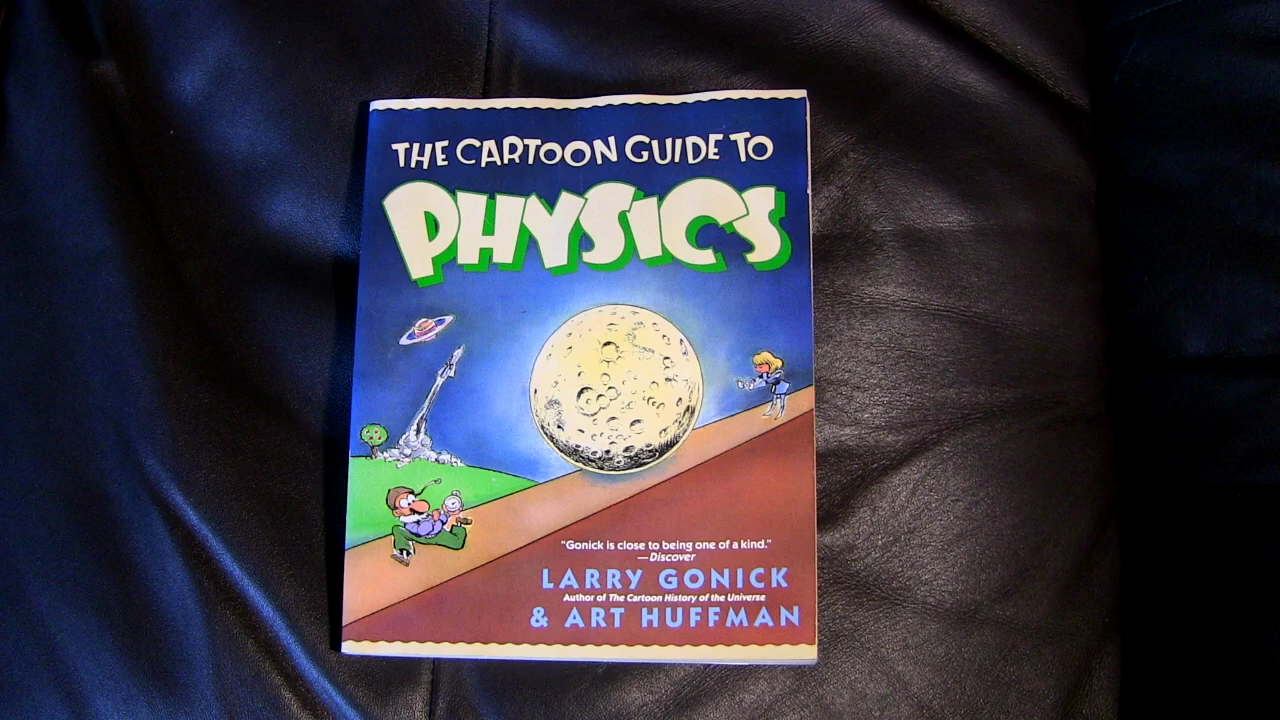 THE CARTOON GUIDE TO
PHYSICS
"Gonick is close to being one of a kind."
—Discover
LARRY GONICK
Author of The Cartoon History of the Universe
& ART HUFFMAN